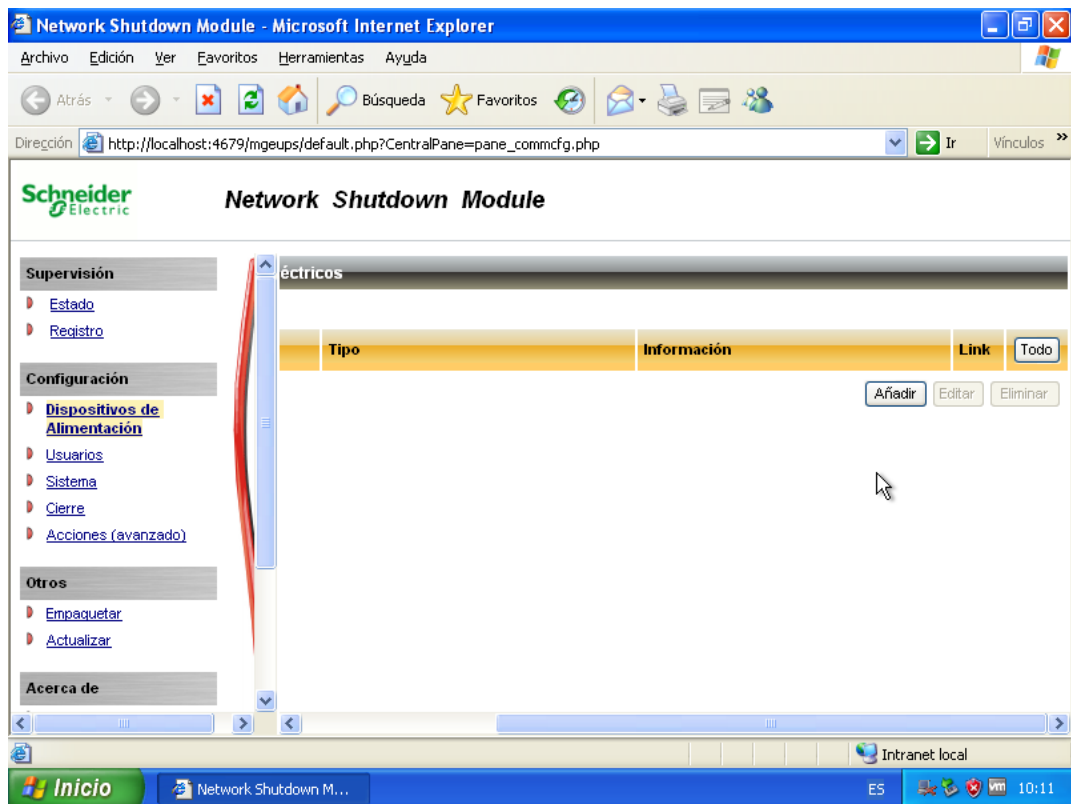 Network Shutdown Module - Microsoft Internet Explorer
Archivo Edición Ver Favoritos Herramientas Ayuda
Atrás Búsqueda Favoritos
Dirección http://localhost:4679/mgeups/default.php?CentralPane=pane_commcfg.php Ir Vínculos »
Schneider Electric
Network Shutdown Module
Supervisión
Estado
Registro
Configuración
Dispositivos de
Alimentación
Usuarios
Sistema
Cierre
Acciones (avanzado)
Otros
Empaquetar
Actualizar
Acerca de
éctricos
Tipo Información Link Todo
Añadir Editar Eliminar
Intranet local
Inicio Network Shutdown M... ES vm 10:11